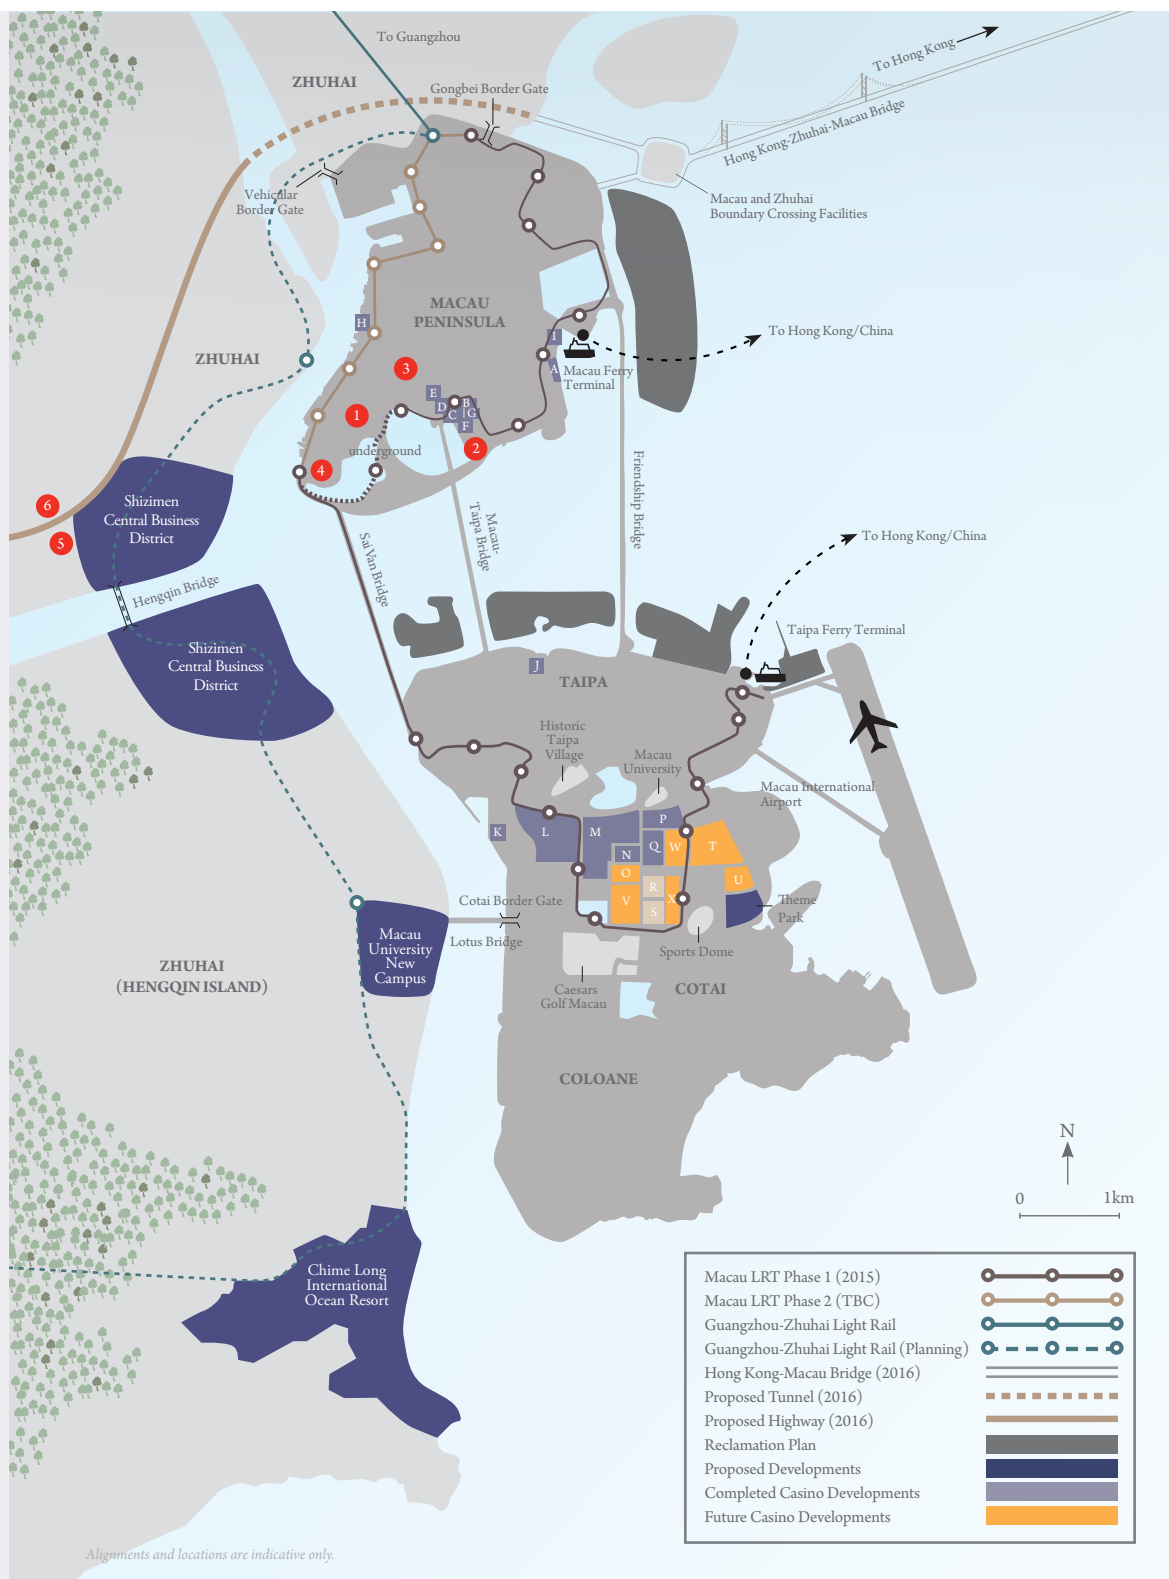 To Guangzhou
To Hong Kong
ZHUHAI
Gongbei Border Gate
Hong Kong-Zhuhai-Macau Bridge
Vehicular
Border Gate
Macau and Zhuhai
Boundary Crossing Facilities
MACAU
PENINSULA
H
I
To Hong Kong/China
ZHUHAI
3
A
Macau Ferry
Terminal
E
D
B
C
G
F
1
2
underground
4
Friendship Bridge
6
5
Shizimen
Central Business
District
Macau-
Taipa Bridge
Sai Van Bridge
To Hong Kong/China
Hengqin Bridge
Taipa Ferry Terminal
Shizimen
Central Business
District
J
TAIPA
Historic
Taipa
Village
Macau
University
Macau International
Airport
K
L
M
P
N
Q
W
T
O
R
U
V
S
X
Cotai Border Gate
Theme
Park
Lotus Bridge
Macau
University
New
Campus
Sports Dome
ZHUHAI
(HENGQIN ISLAND)
Caesars
Golf Macau
COTAI
COLOANE
N
0 1km
Chime Long
International
Ocean Resort
Macau LRT Phase 1 (2015)
Macau LRT Phase 2 (TBC)
Guangzhou-Zhuhai Light Rail
Guangzhou-Zhuhai Light Rail (Planning)
Hong Kong-Macau Bridge (2016)
Proposed Tunnel (2016)
Proposed Highway (2016)
Reclamation Plan
Proposed Developments
Completed Casino Developments
Future Casino Developments
Alignments and locations are indicative only.